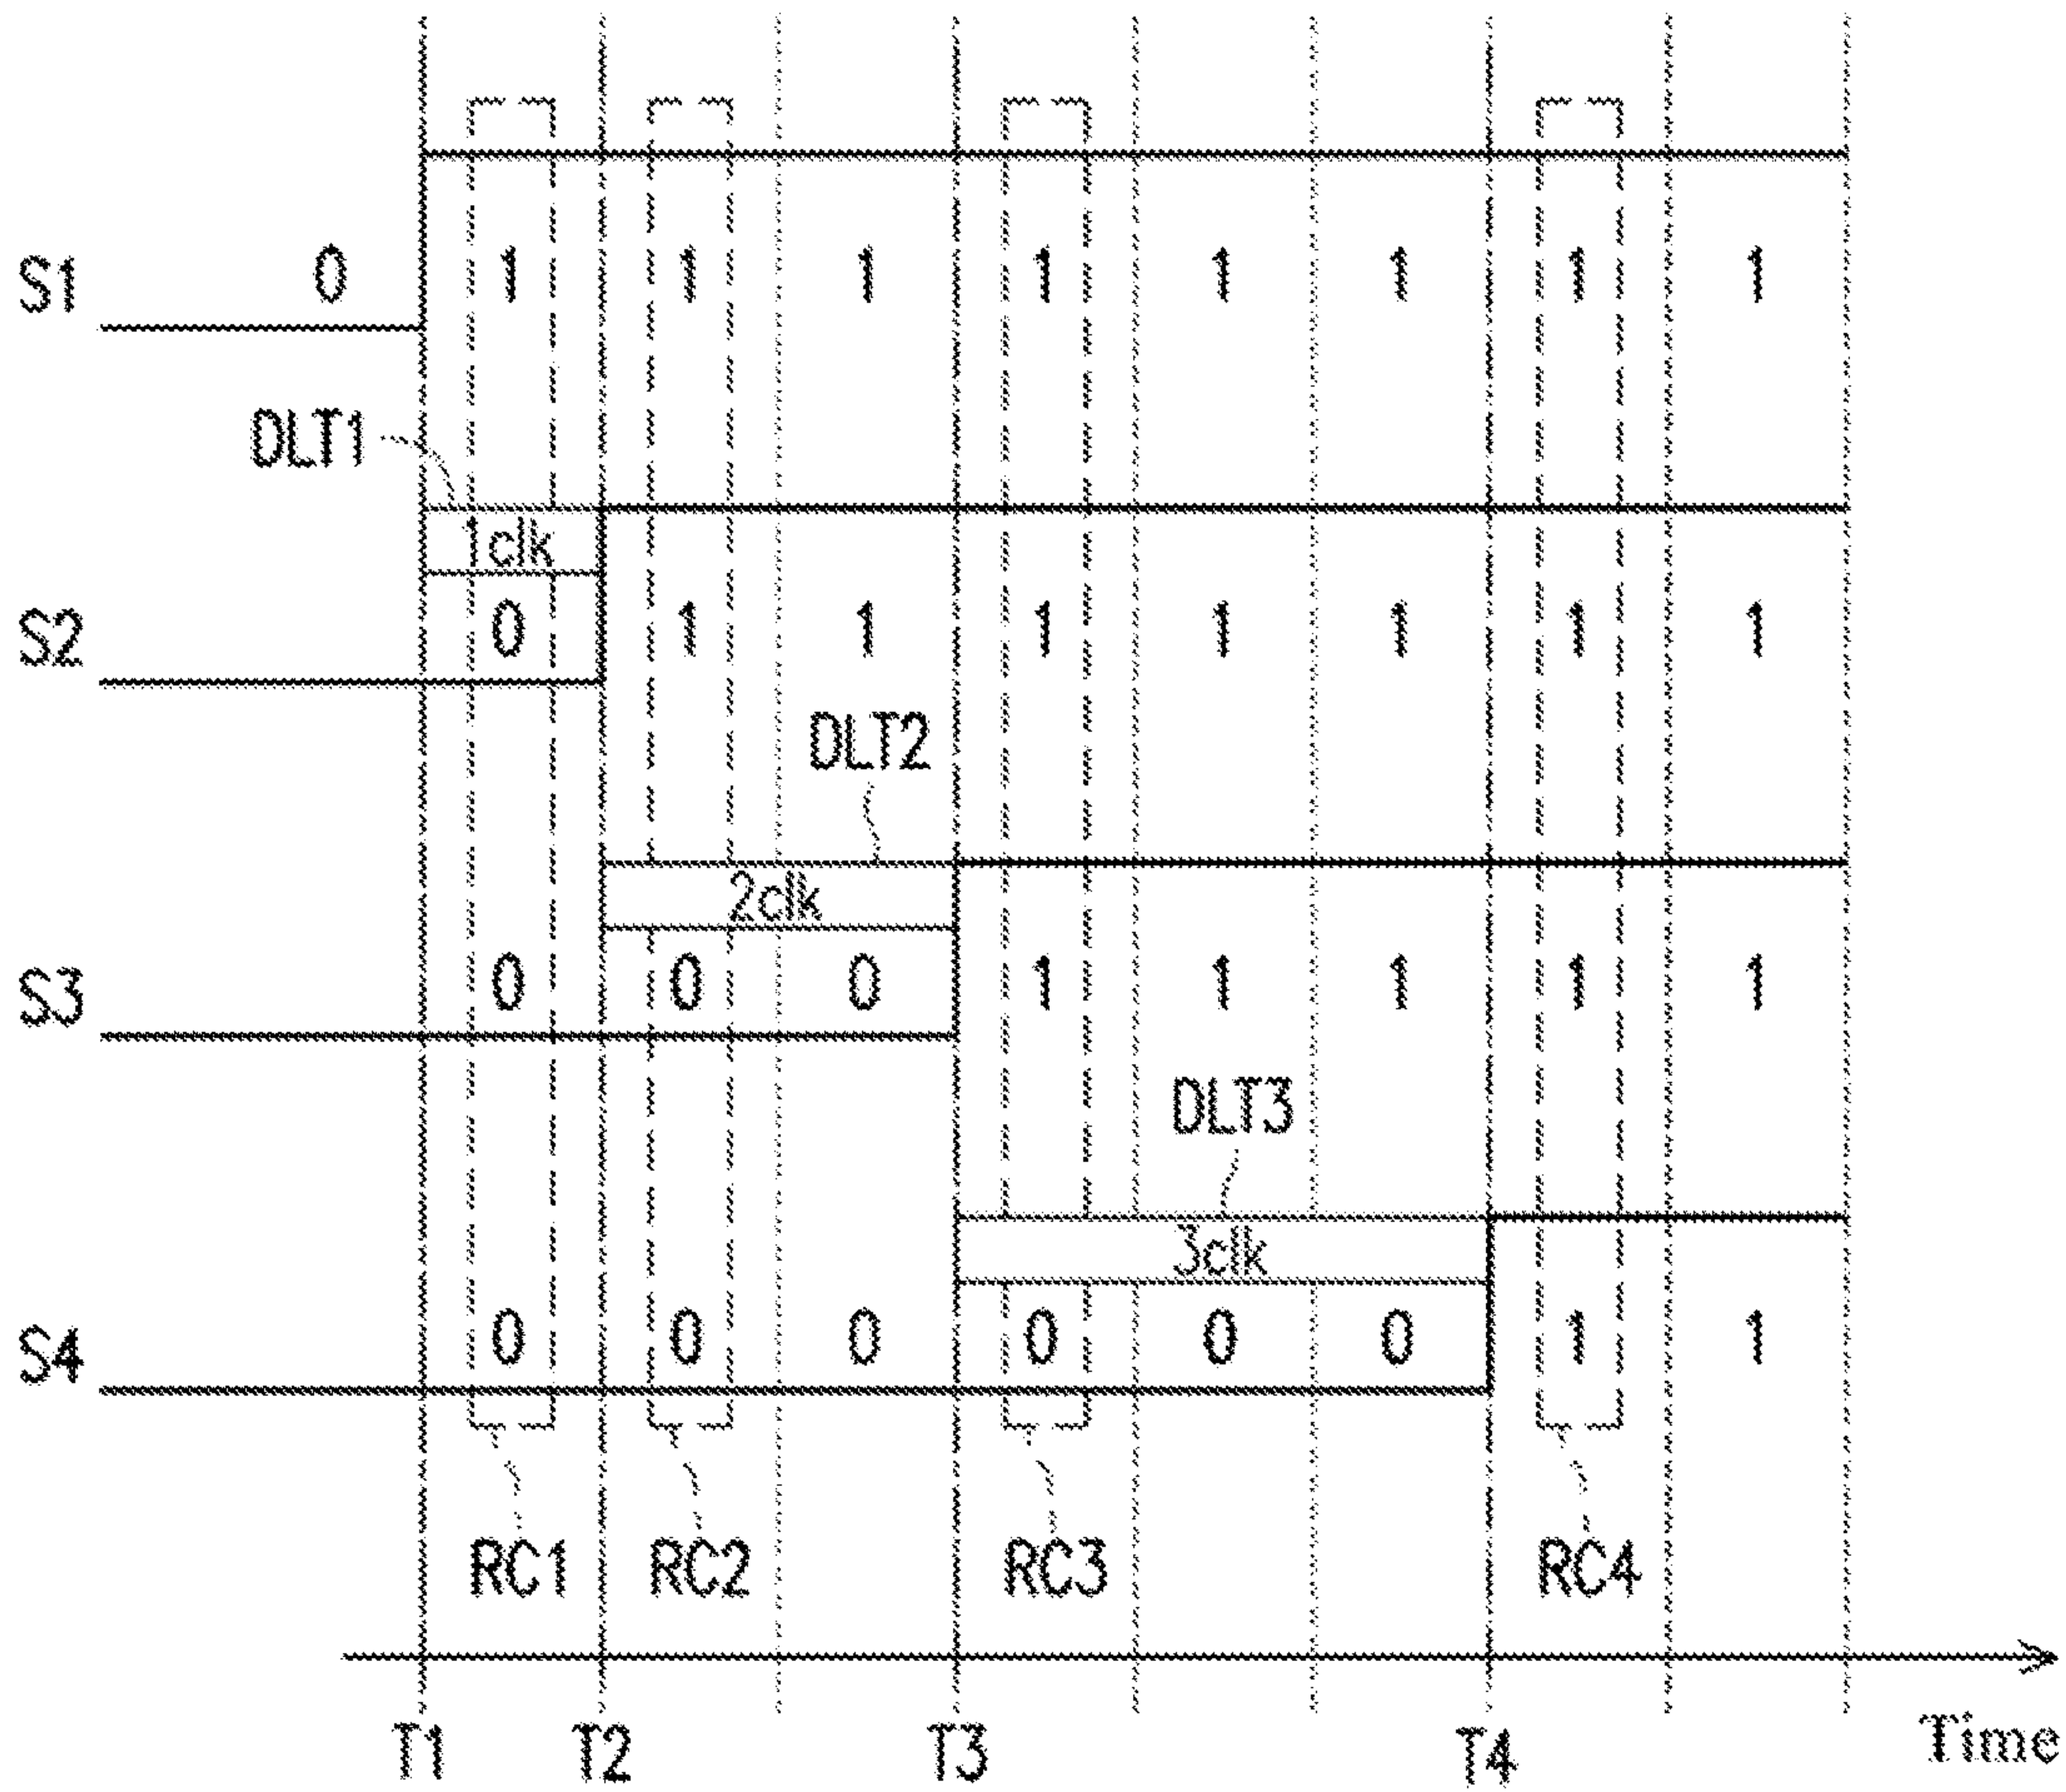 S1 0 1 1 1 1 1 1 1 1
DLT1
1clk
S2 0 1 1 1 1 1 1 1
DLT2
2clk
S3 0 0 0 1 1 1 1 1
DLT3
3clk
S4 0 0 0 0 0 0 1 1
RC1 RC2 RC3 RC4
T1 T2 T3 T4 Time